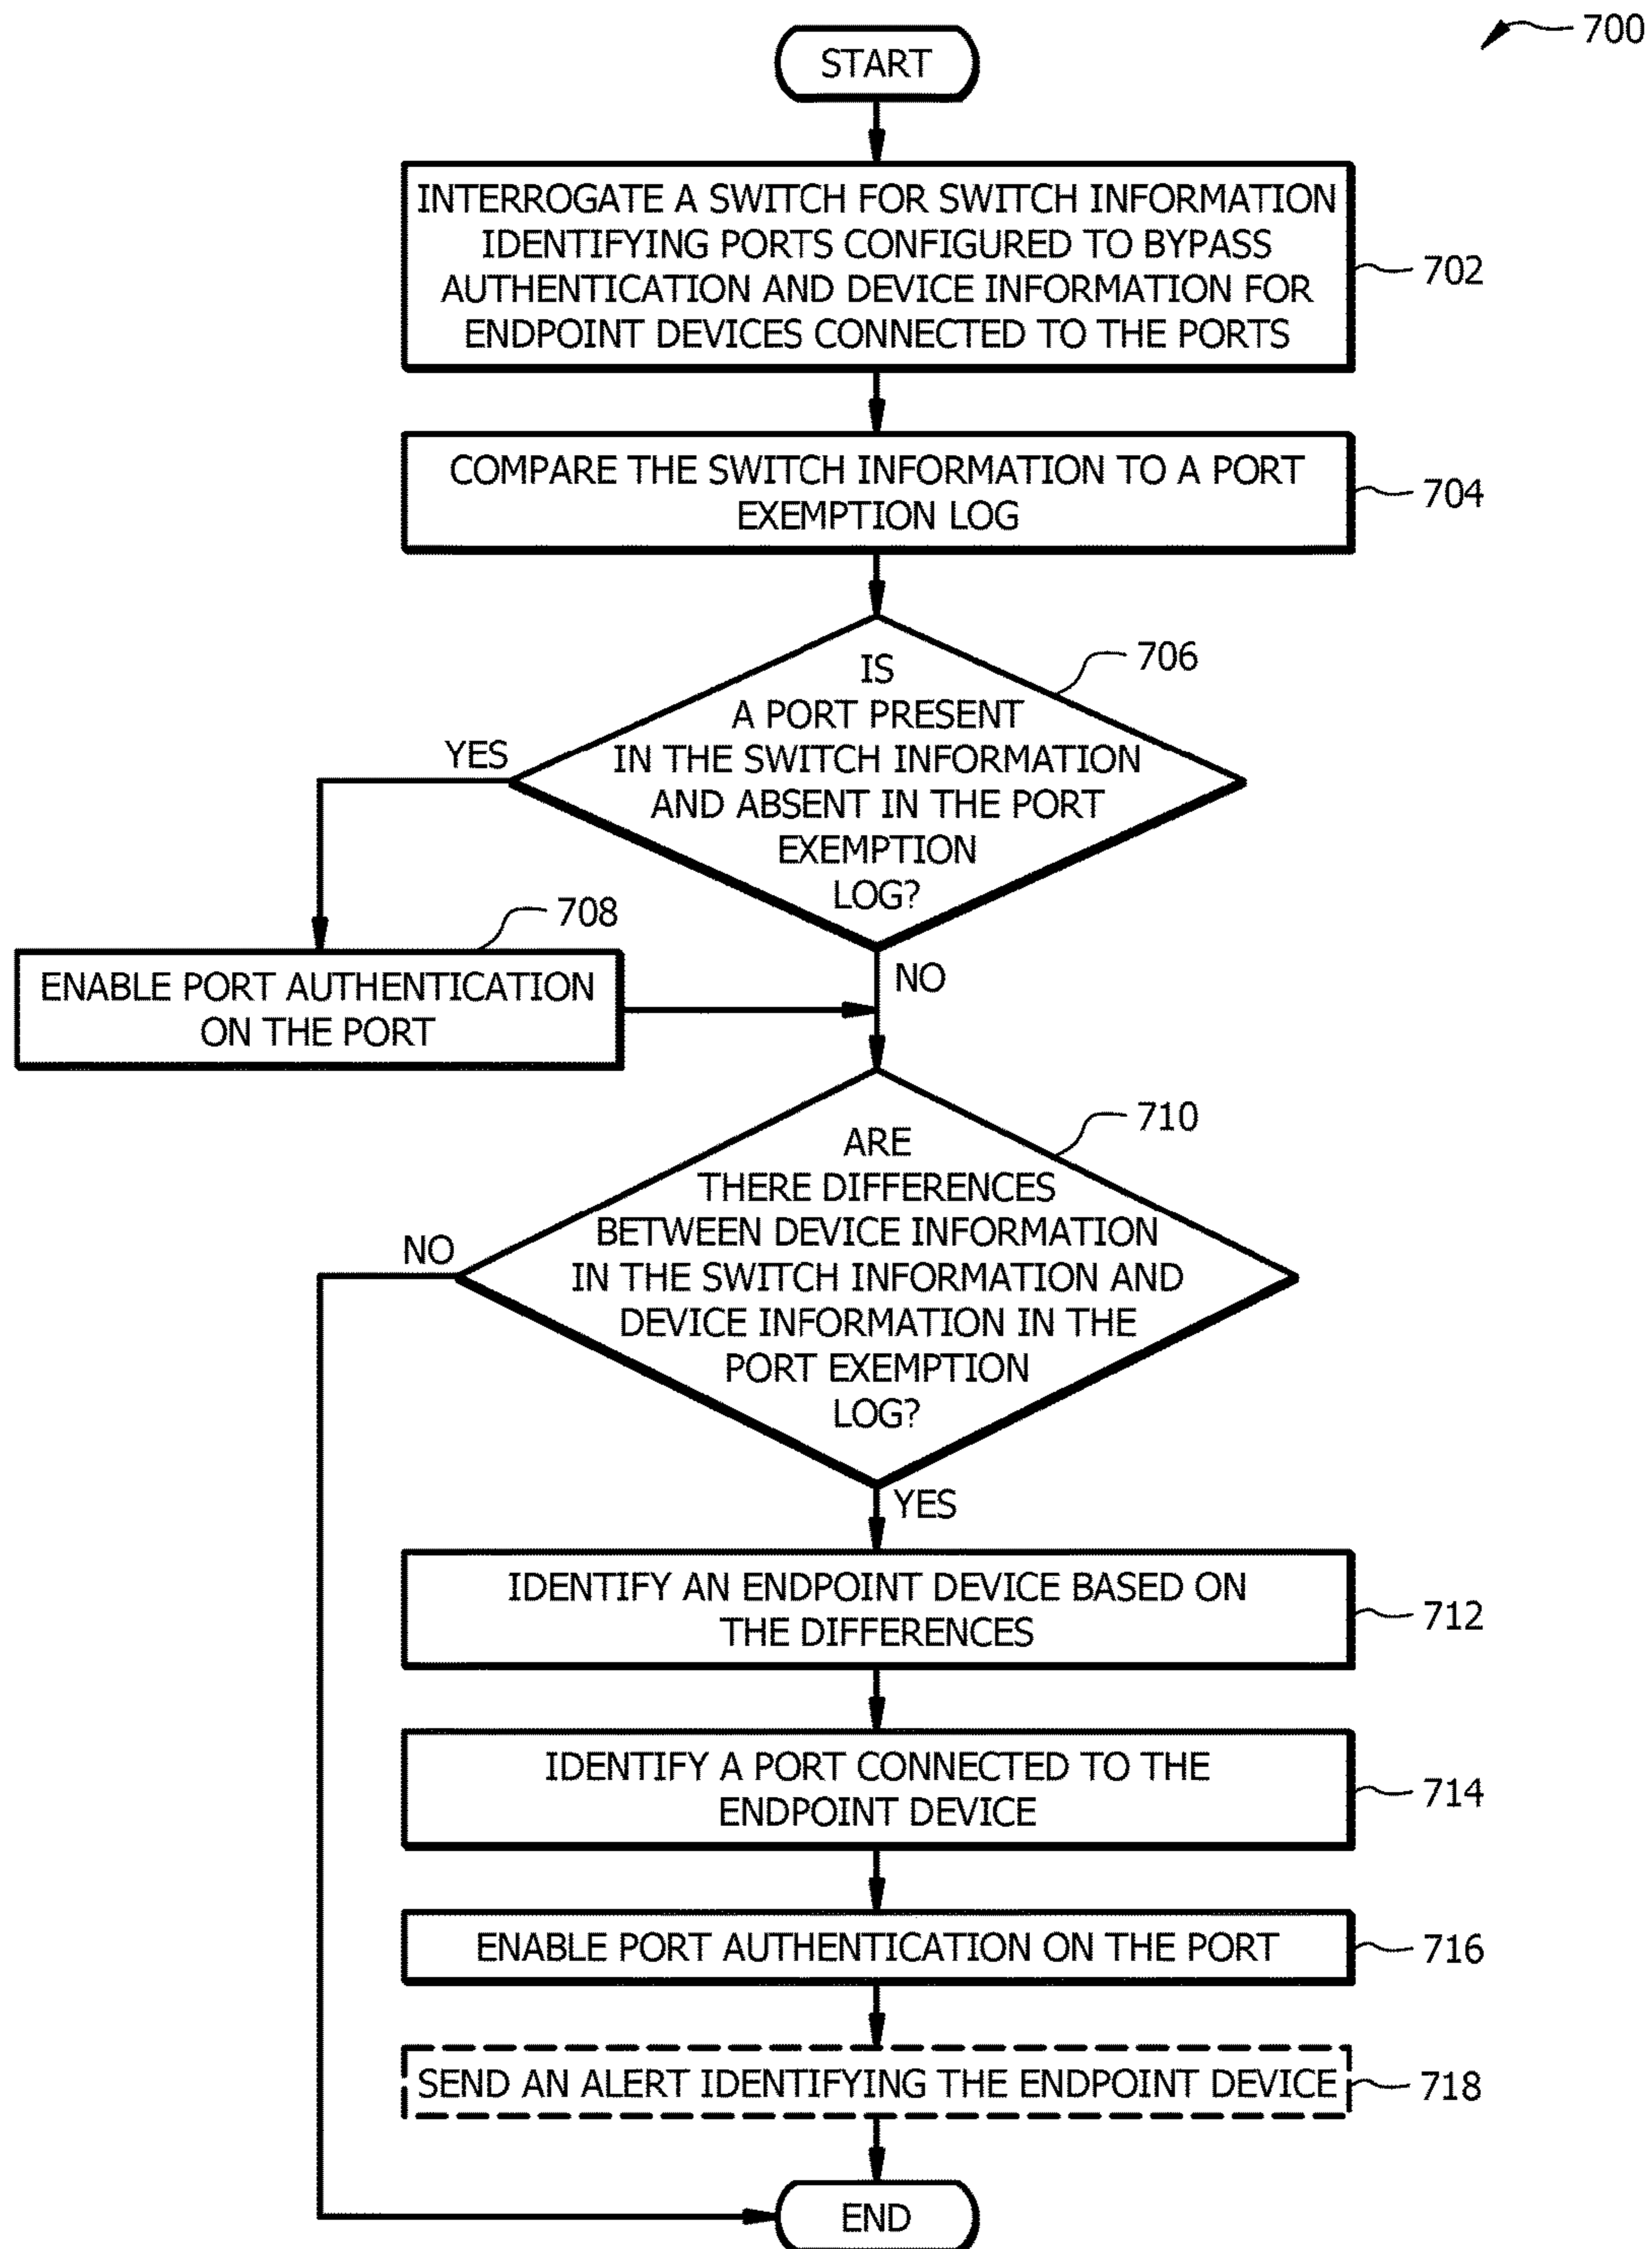 700
START
INTERROGATE A SWITCH FOR SWITCH INFORMATION
IDENTIFYING PORTS CONFIGURED TO BYPASS
AUTHENTICATION AND DEVICE INFORMATION FOR
ENDPOINT DEVICES CONNECTED TO THE PORTS
702
COMPARE THE SWITCH INFORMATION TO A PORT
EXEMPTION LOG
704
IS
A PORT PRESENT
IN THE SWITCH INFORMATION
AND ABSENT IN THE PORT
EXEMPTION
LOG?
706
YES
NO
708
ENABLE PORT AUTHENTICATION
ON THE PORT
ARE
THERE DIFFERENCES
BETWEEN DEVICE INFORMATION
IN THE SWITCH INFORMATION AND
DEVICE INFORMATION IN THE
PORT EXEMPTION
LOG?
710
NO
YES
IDENTIFY AN ENDPOINT DEVICE BASED ON
THE DIFFERENCES
712
IDENTIFY A PORT CONNECTED TO THE
ENDPOINT DEVICE
714
ENABLE PORT AUTHENTICATION ON THE PORT
716
SEND AN ALERT IDENTIFYING THE ENDPOINT DEVICE
718
END